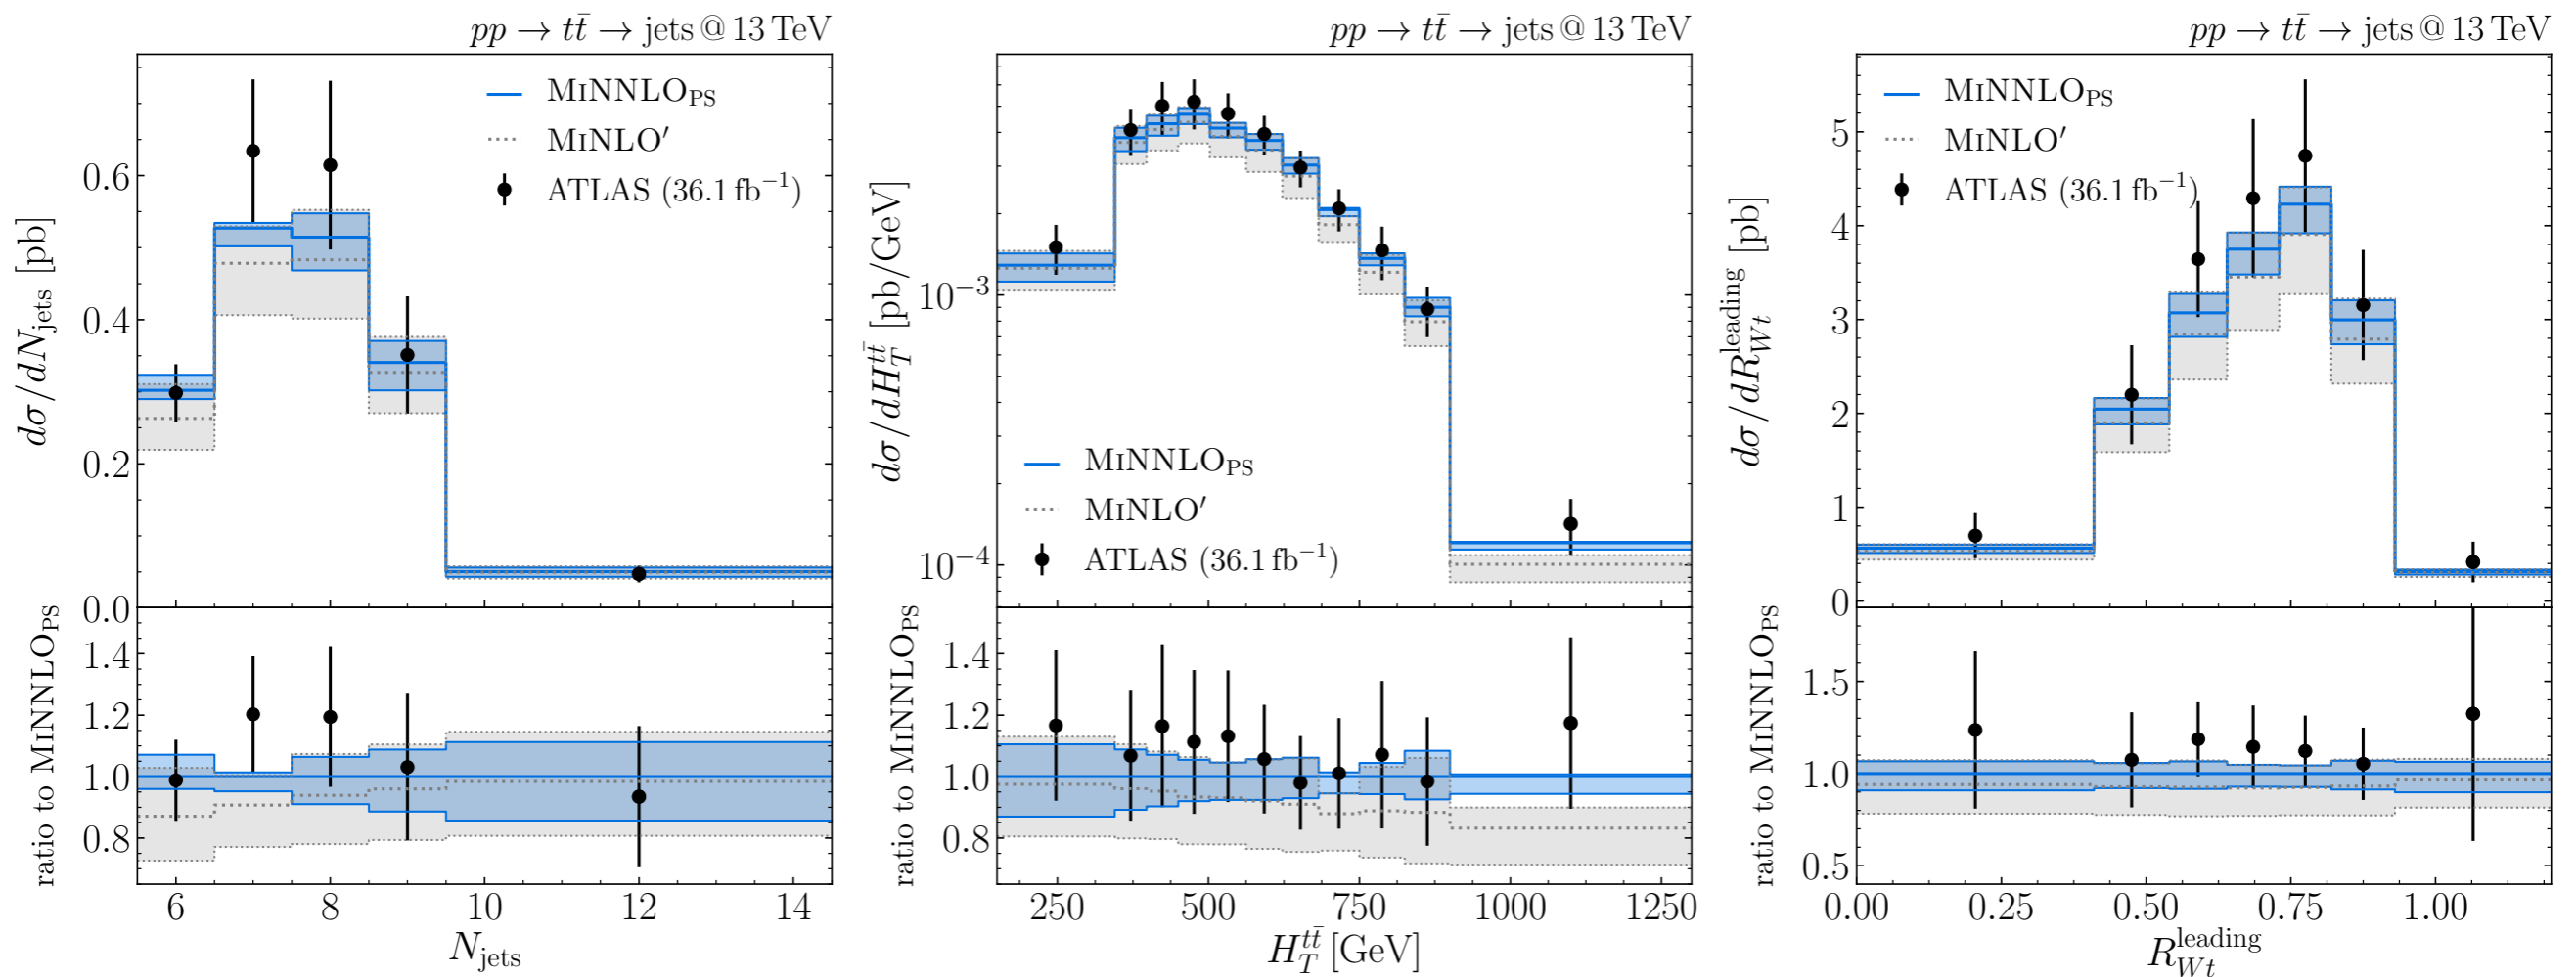 pp → tt̄ → jets @ 13 TeV
dσ/dN_jets [pb]
0.6
0.4
0.2
0.0
MiNNLO_PS
MiNLO′
ATLAS (36.1 fb⁻¹)
ratio to MiNNLO_PS
1.4
1.2
1.0
0.8
6 8 10 12 14
N_jets
pp → tt̄ → jets @ 13 TeV
dσ/dH_T^{tt̄} [pb/GeV]
10⁻³
10⁻⁴
MiNNLO_PS
MiNLO′
ATLAS (36.1 fb⁻¹)
ratio to MiNNLO_PS
1.4
1.2
1.0
0.8
250 500 750 1000 1250
H_T^{tt̄} [GeV]
pp → tt̄ → jets @ 13 TeV
dσ/dR_{Wt}^{leading} [pb]
5
4
3
2
1
0
MiNNLO_PS
MiNLO′
ATLAS (36.1 fb⁻¹)
ratio to MiNNLO_PS
1.5
1.0
0.5
0.00 0.25 0.50 0.75 1.00
R_{Wt}^{leading}